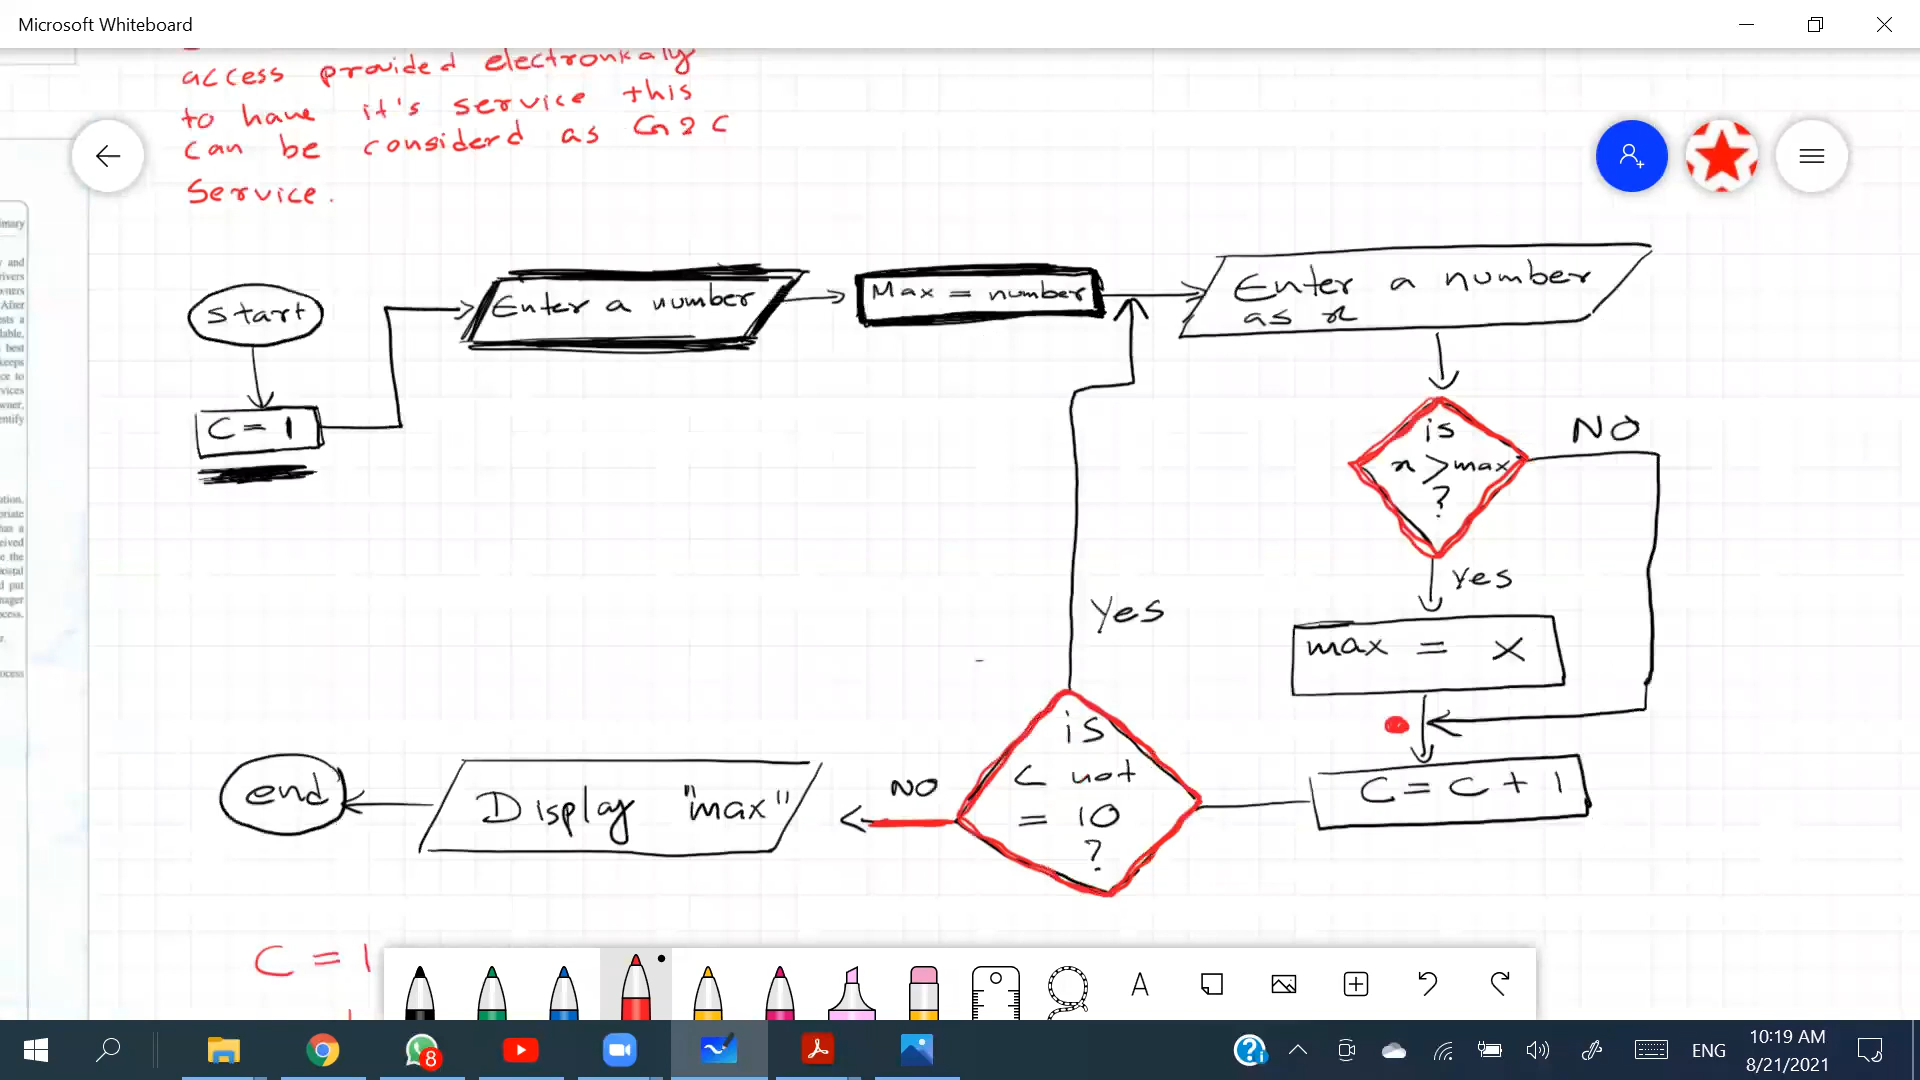 Microsoft Whiteboard
access provided electronkaly
to have it's service this
can be considerd as G2C
Service.
start
C = 1
Enter a number
Max = number
Enter a number
as x
is
x > max
?
NO
Yes
max = X
C = C + 1
is
C not
= 10
?
Yes
NO
Display "max"
end
C = 1
A
8
ENG
10:19 AM
8/21/2021